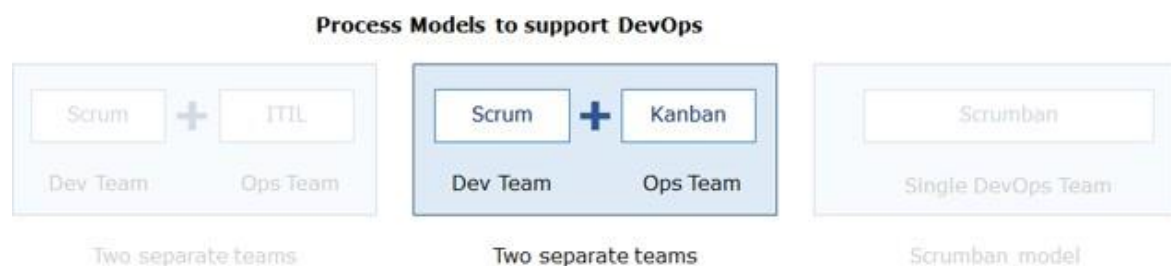 Process Models to support DevOps
Scrum + ITIL
Dev Team Ops Team
Two separate teams
Scrum + Kanban
Dev Team Ops Team
Two separate teams
Scrumban
Single DevOps Team
Scrumban model